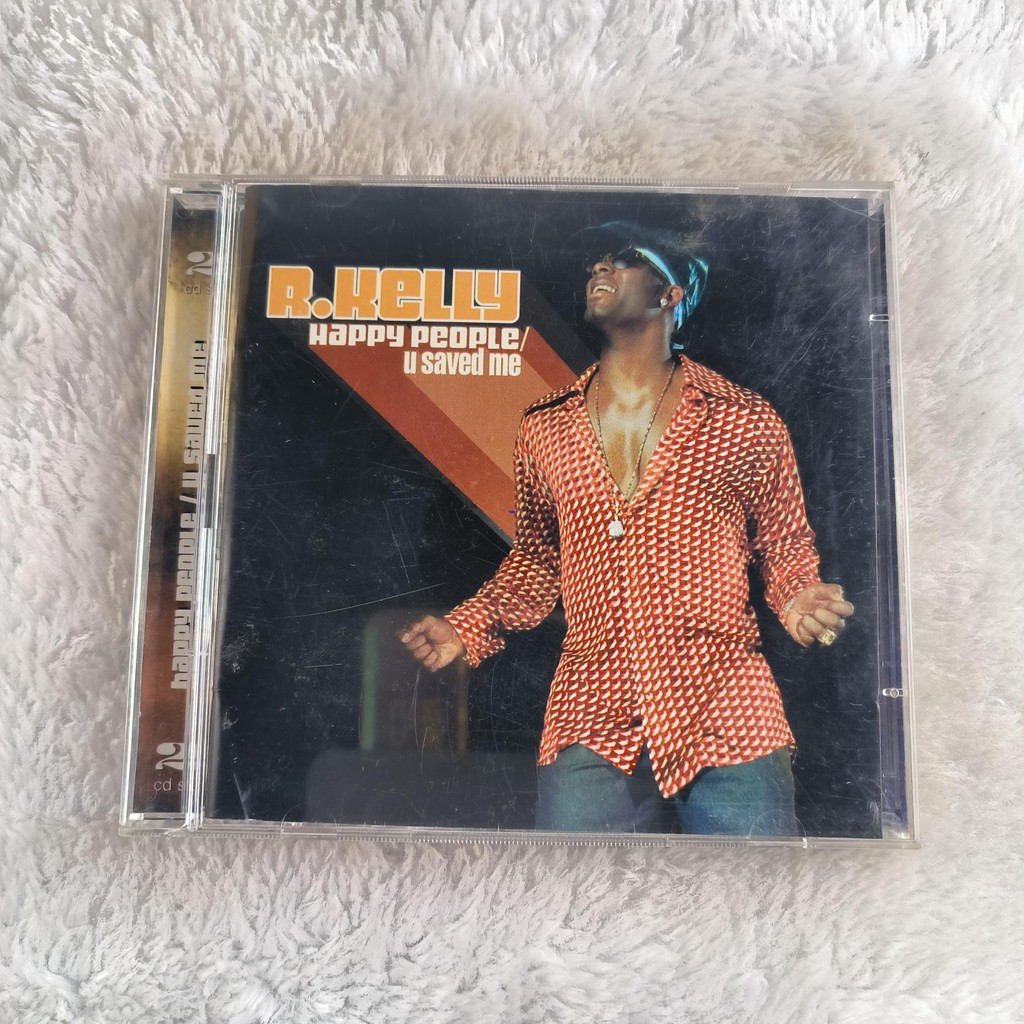 R.KELLY
Happy people/
u saved me
2
cd s
happy people / u saved me
2
cd s